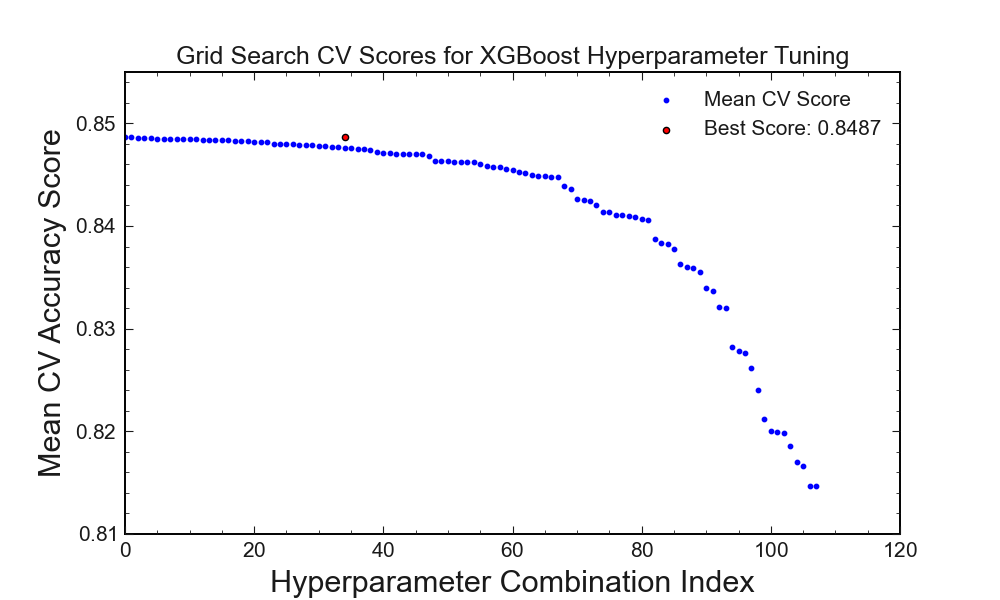 Grid Search CV Scores for XGBoost Hyperparameter Tuning
Mean CV Score
Best Score: 0.8487
Mean CV Accuracy Score
0.85
0.84
0.83
0.82
0.81
0 20 40 60 80 100 120
Hyperparameter Combination Index